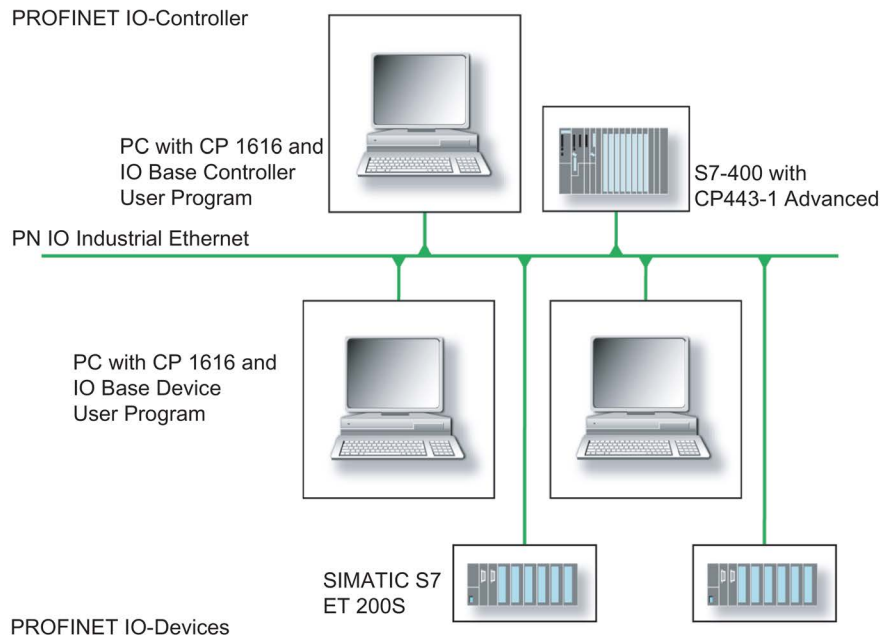 PROFINET IO-Controller
PC with CP 1616 and
IO Base Controller
User Program
S7-400 with
CP443-1 Advanced
PN IO Industrial Ethernet
PC with CP 1616 and
IO Base Device
User Program
SIMATIC S7
ET 200S
PROFINET IO-Devices